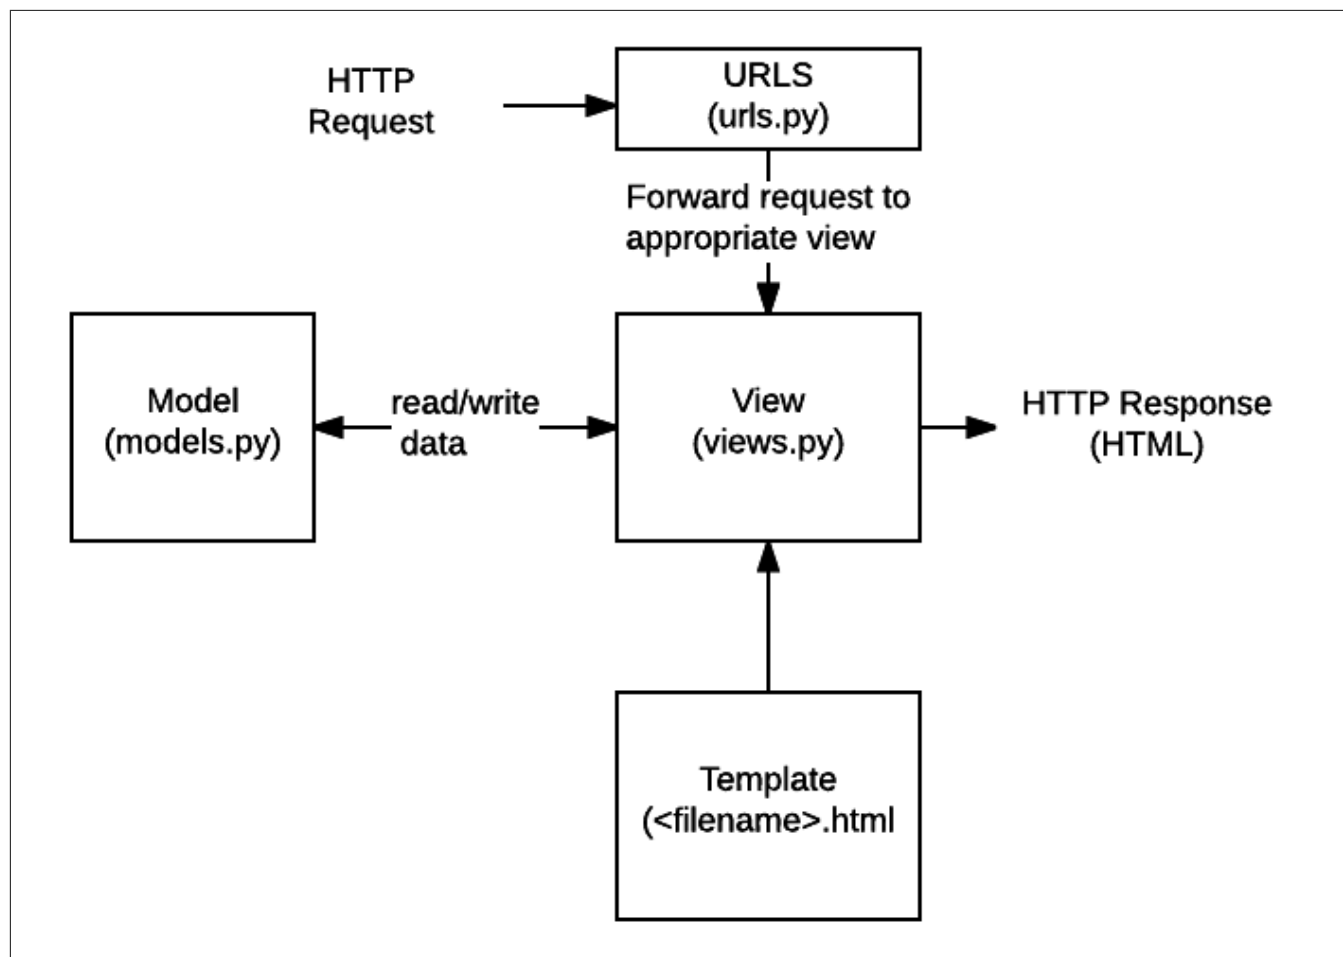 HTTP
Request
URLS
(urls.py)
Forward request to
appropriate view
Model
(models.py)
read/write
data
View
(views.py)
HTTP Response
(HTML)
Template
(<filename>.html